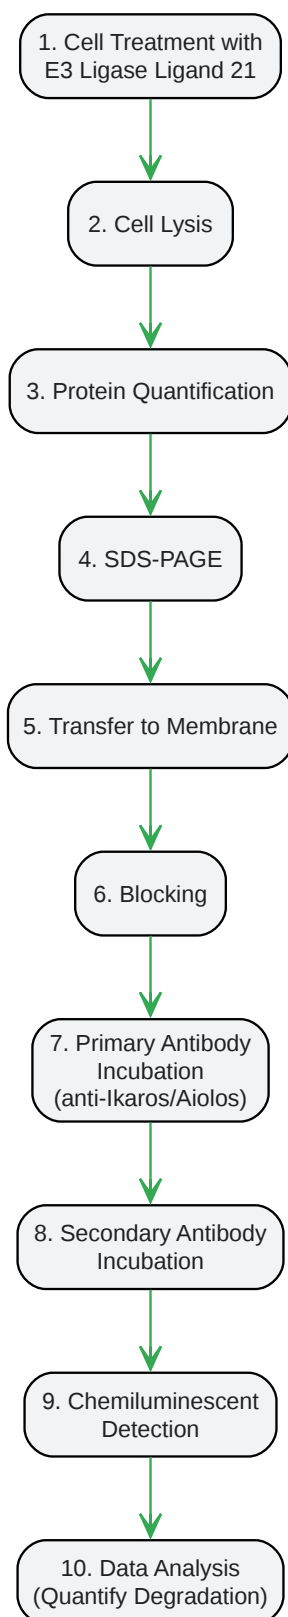 1. Cell Treatment with
E3 Ligase Ligand 21
2. Cell Lysis
3. Protein Quantification
4. SDS-PAGE
5. Transfer to Membrane
6. Blocking
7. Primary Antibody
Incubation
(anti-Ikaros/Aiolos)
8. Secondary Antibody
Incubation
9. Chemiluminescent
Detection
10. Data Analysis
(Quantify Degradation)